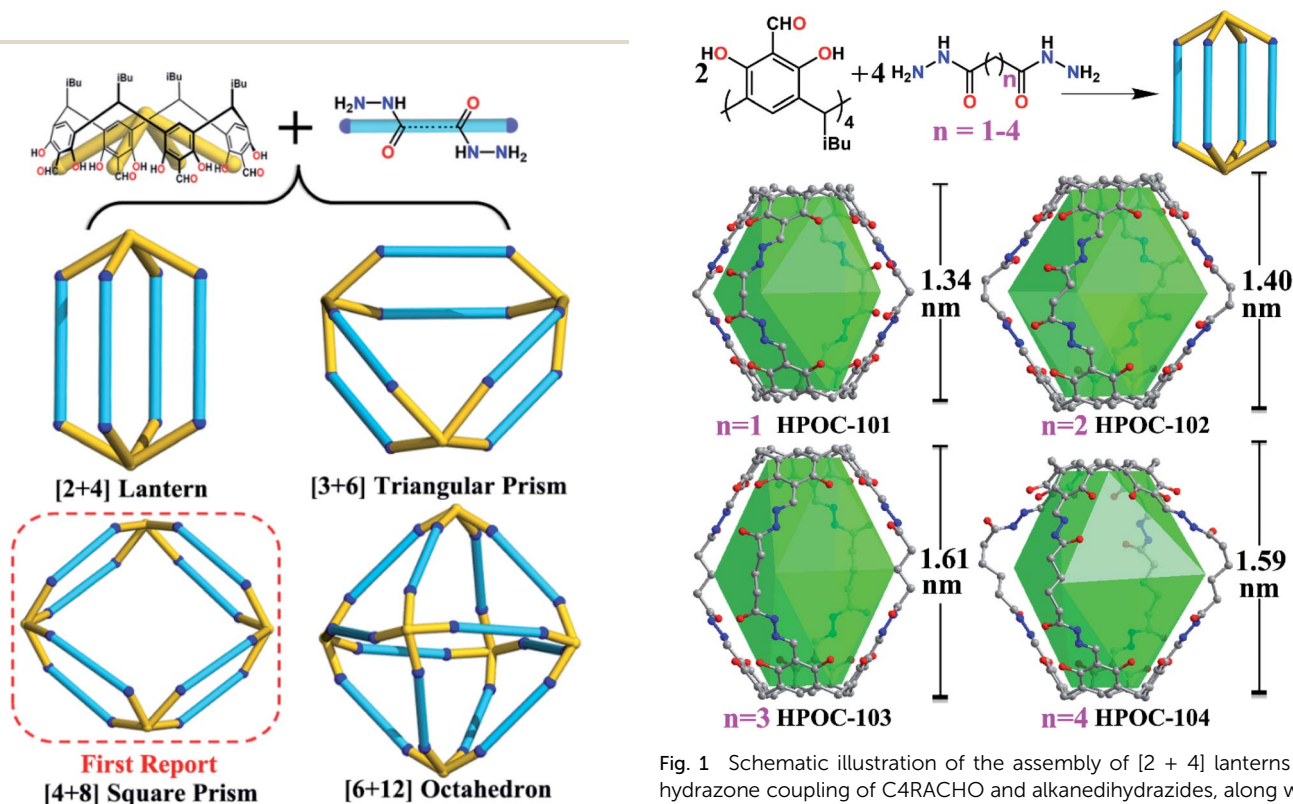 iBu iBu iBu iBu
HO OH HO OH HO OH HO OH
CHO CHO CHO CHO
+
H₂N-NH
O
O
HN-NH₂
[2+4] Lantern
[3+6] Triangular Prism
First Report
[4+8] Square Prism
[6+12] Octahedron
CHO
HO OH
2
4
iBu
+4
H₂N N H O n O H N NH₂
n = 1-4
1.34 nm
n=1 HPOC-101
1.40 nm
n=2 HPOC-102
1.61 nm
n=3 HPOC-103
1.59 nm
n=4 HPOC-104
Fig. 1 Schematic illustration of the assembly of [2 + 4] lanterns
hydrazone coupling of C4RACHO and alkanedihydrazides, along w